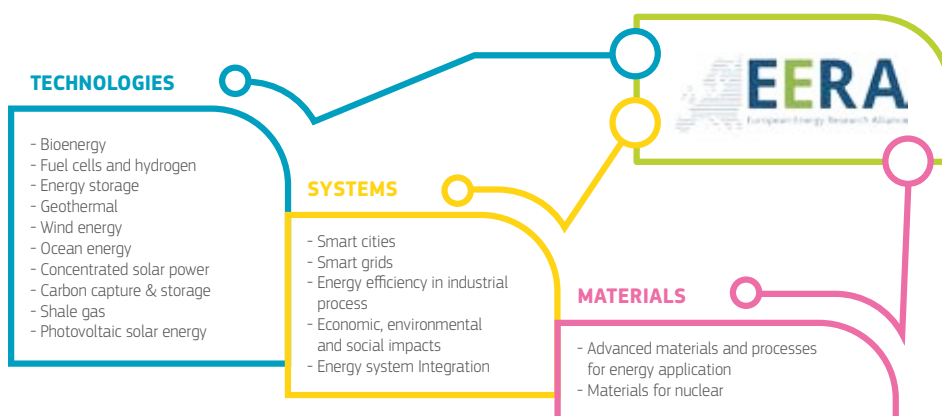 EERA
European Energy Research Alliance
TECHNOLOGIES
- Bioenergy
- Fuel cells and hydrogen
- Energy storage
- Geothermal
- Wind energy
- Ocean energy
- Concentrated solar power
- Carbon capture & storage
- Shale gas
- Photovoltaic solar energy
SYSTEMS
- Smart cities
- Smart grids
- Energy efficiency in industrial
process
- Economic, environmental
and social impacts
- Energy system Integration
MATERIALS
- Advanced materials and processes
for energy application
- Materials for nuclear